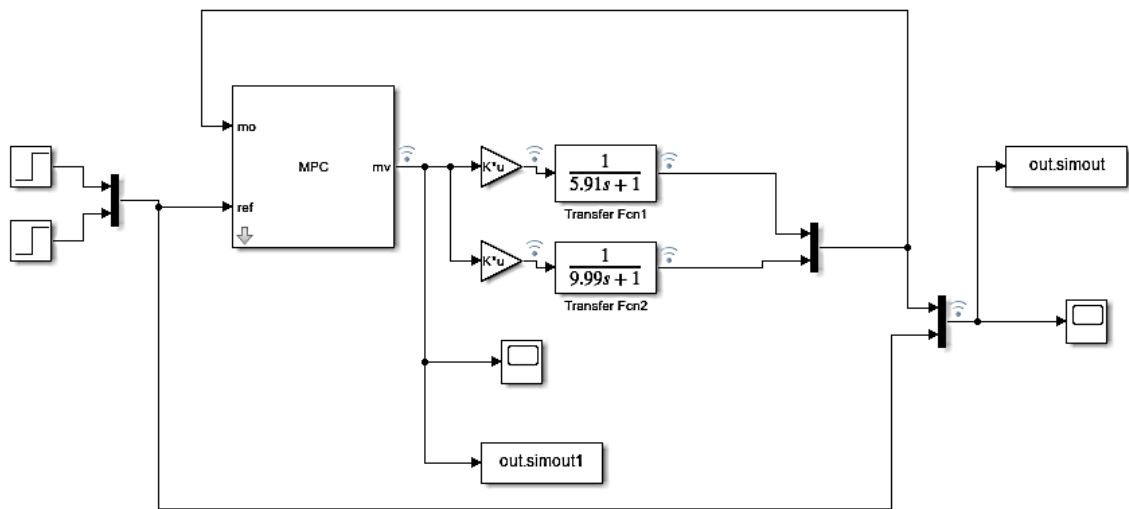 mo
MPC
mv
ref
K*u
1
5.91s + 1
Transfer Fcn1
K*u
1
9.99s + 1
Transfer Fcn2
out.simout
out.simout1